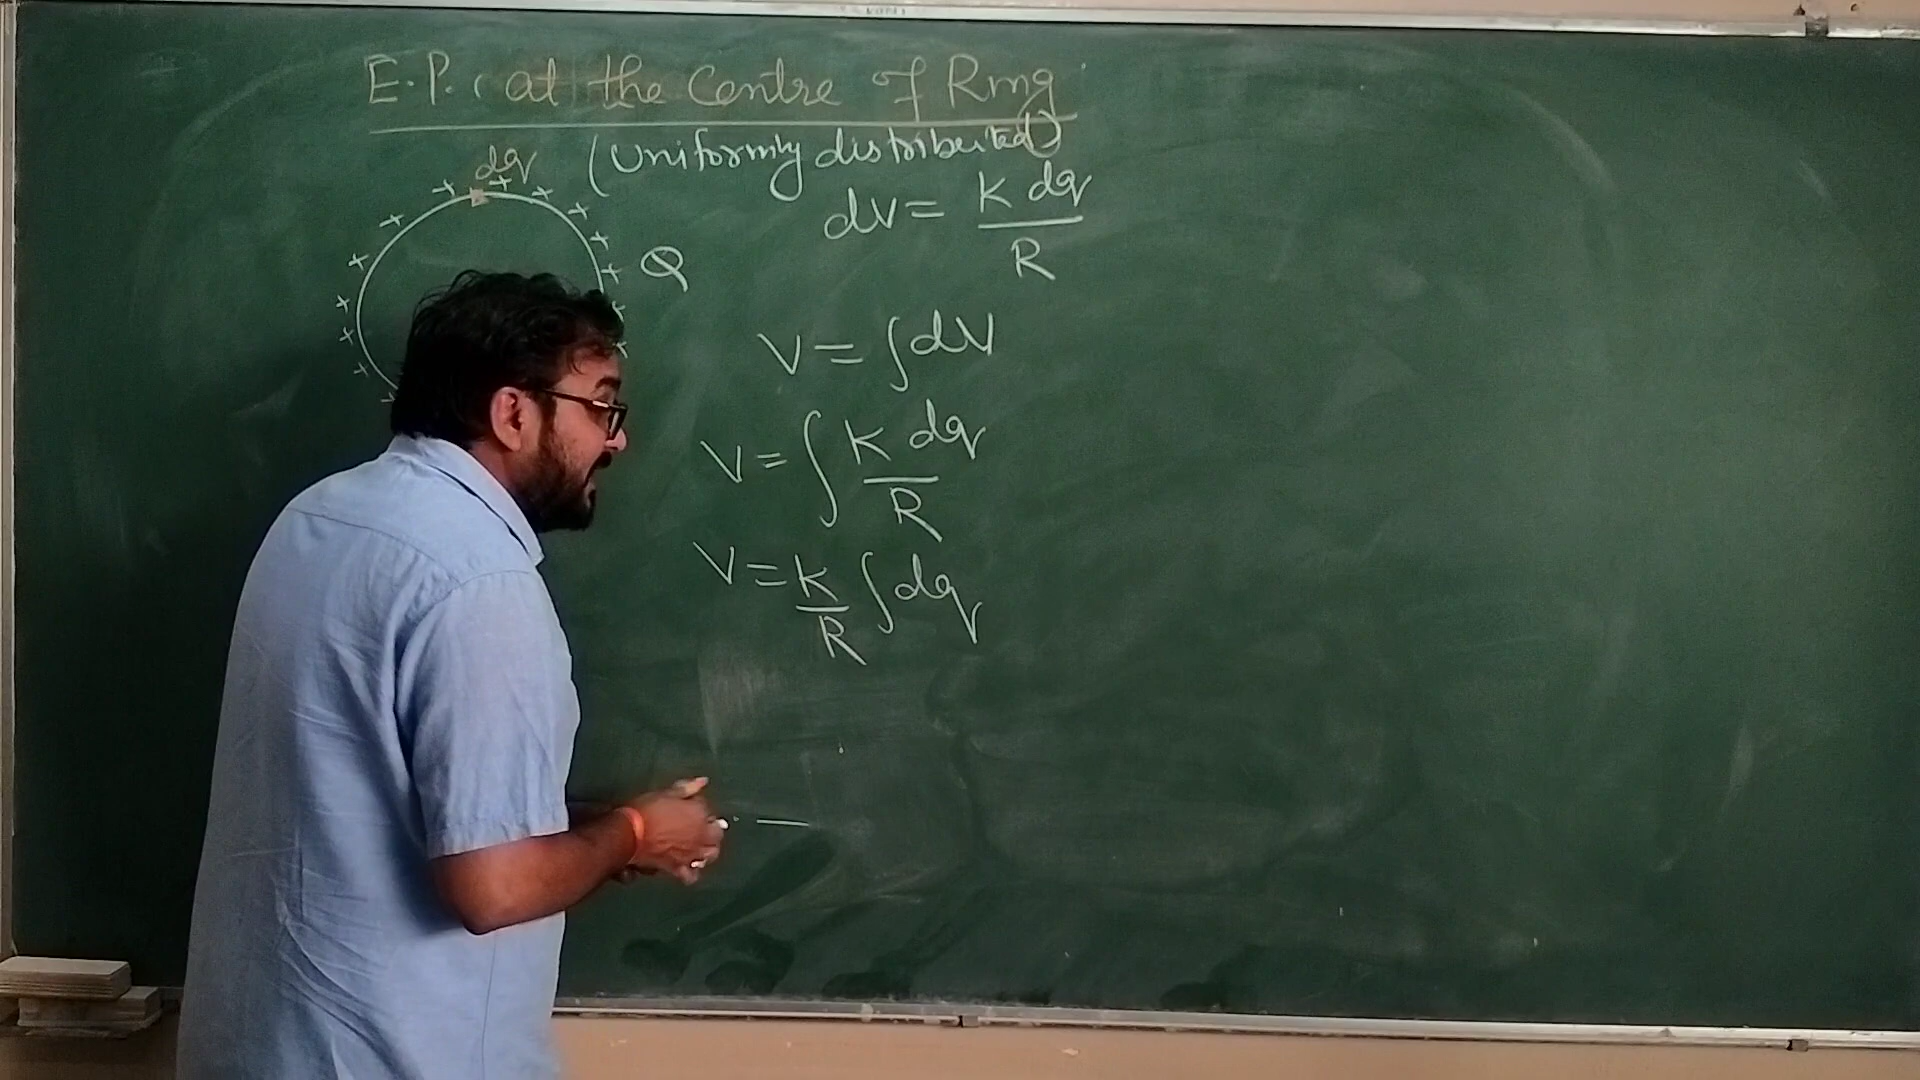 E.P. at the Centre of Ring
(Uniformly distributed)
dq
Q
dV = K dq / R
V = ∫dV
V = ∫ K dq / R
V = K / R ∫dq